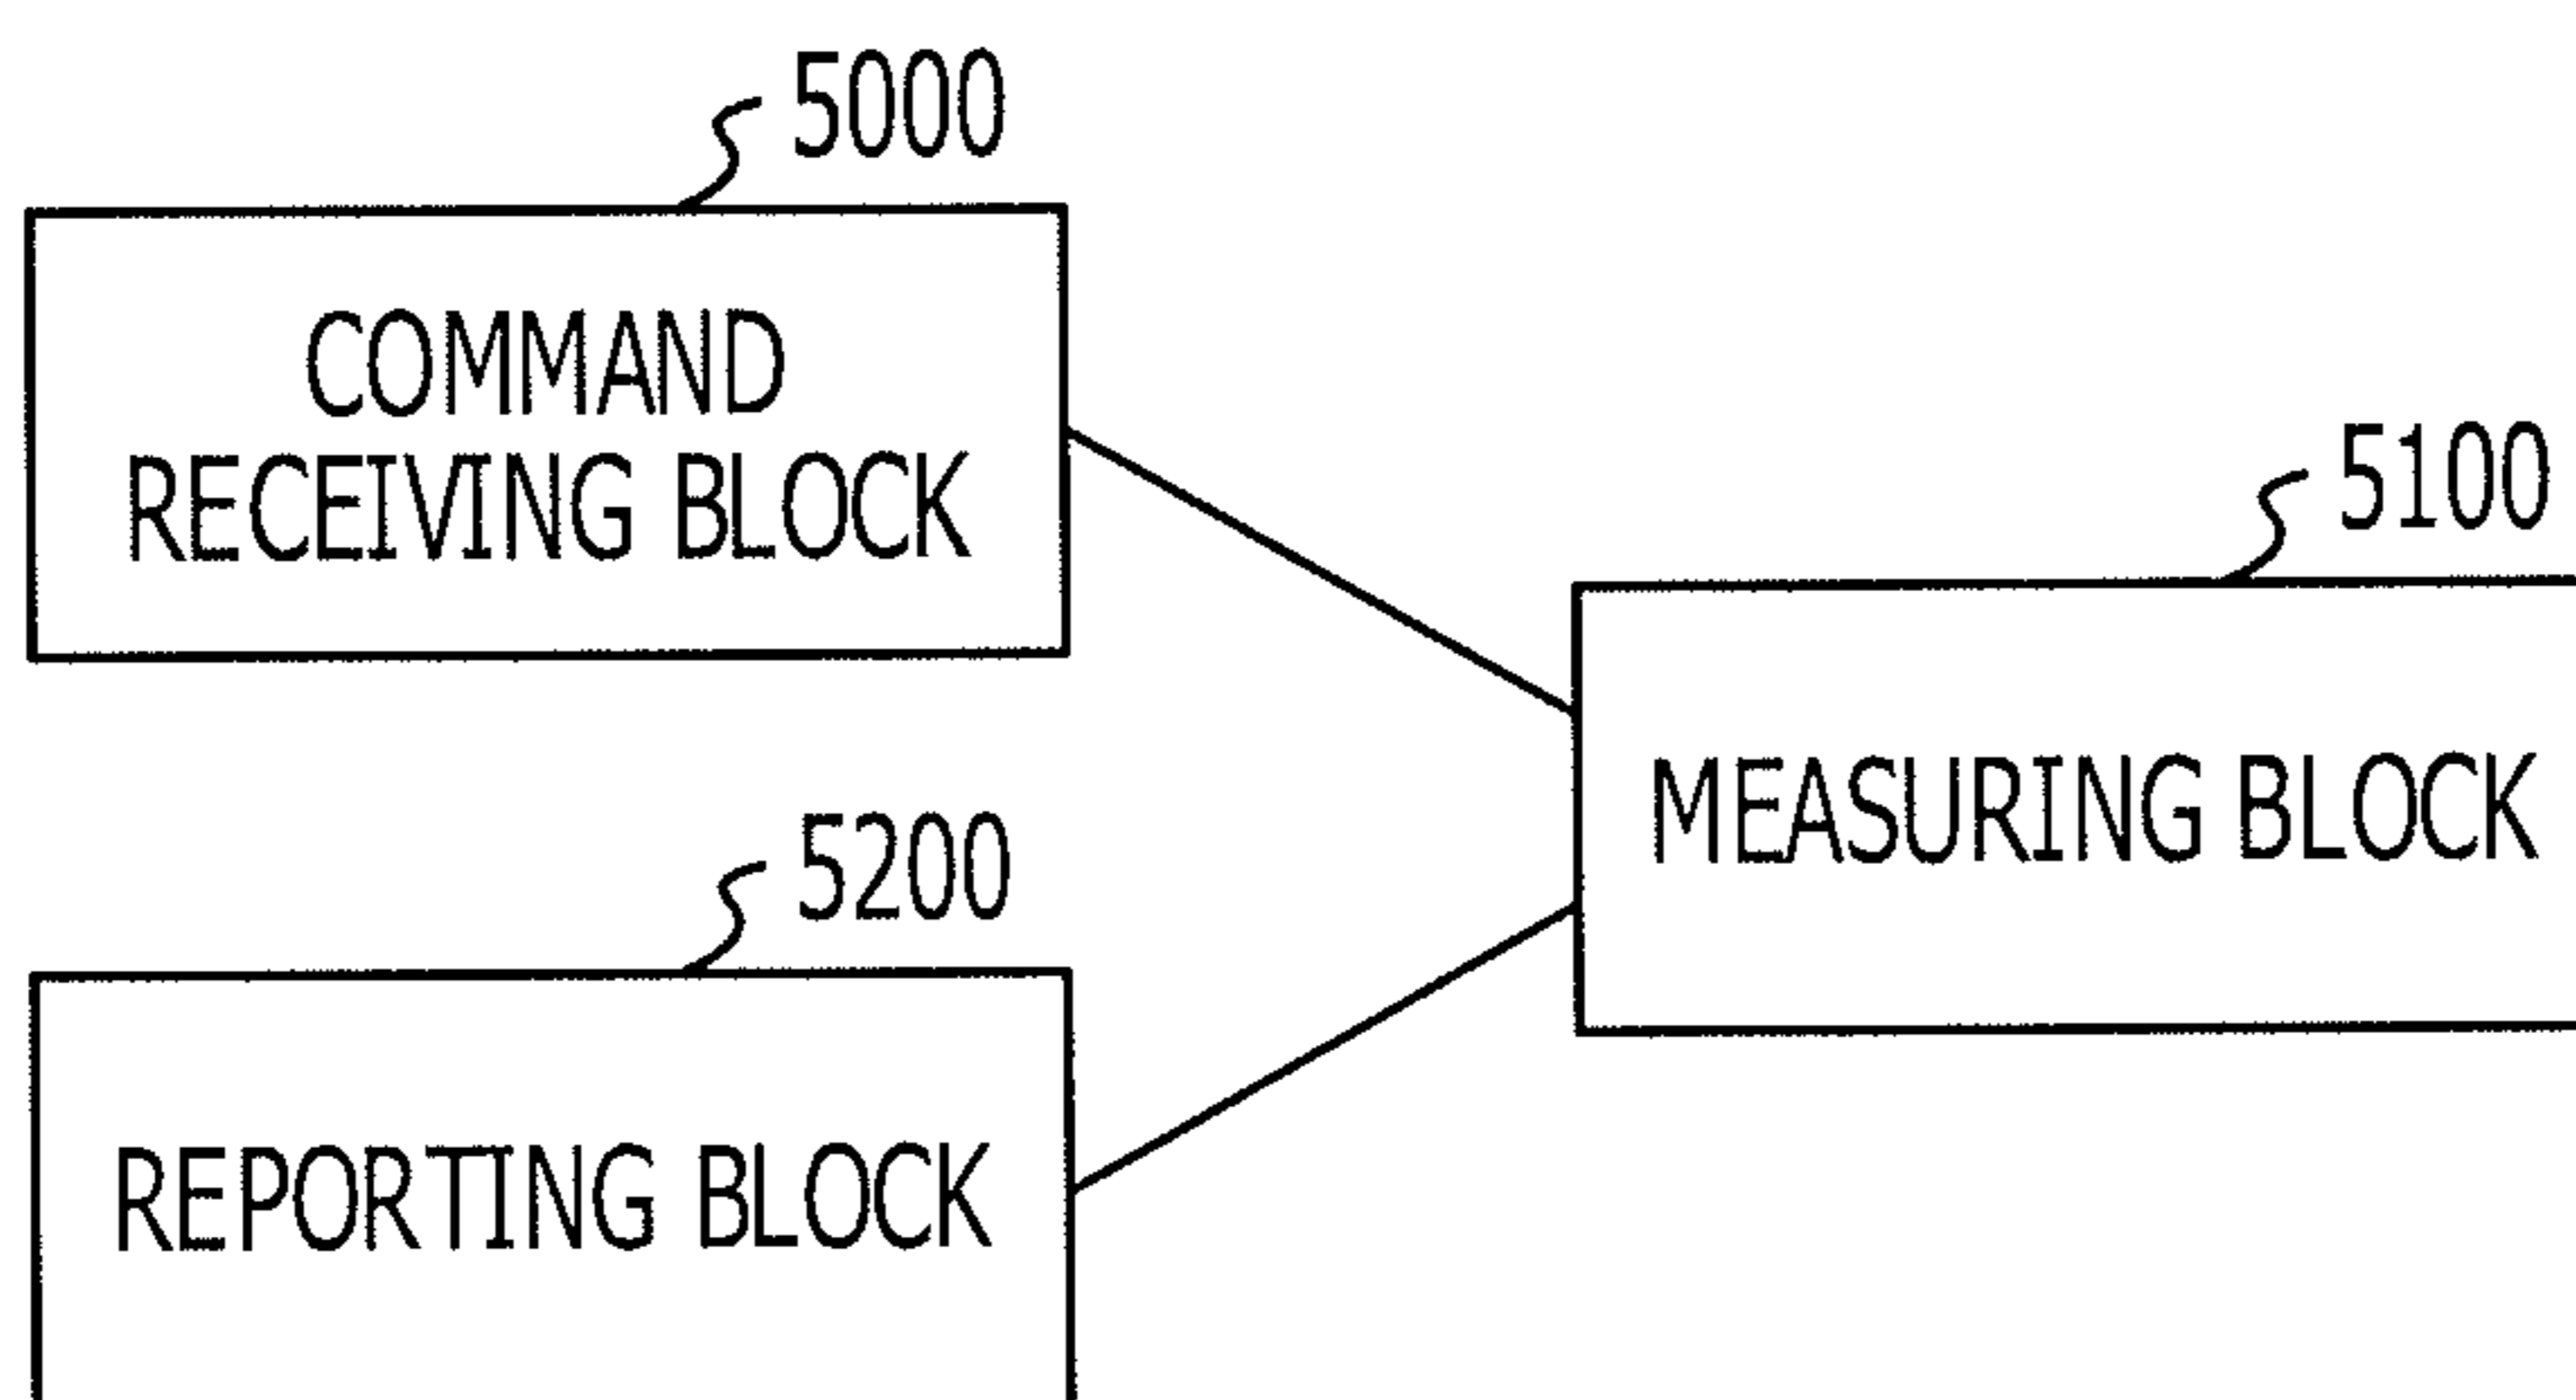 5000
COMMAND
RECEIVING BLOCK
5100
MEASURING BLOCK
5200
REPORTING BLOCK